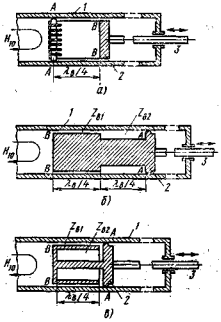 A 1
H₁₀ B B
A λв/4 2 3
а)
1 Zв1 Zв2
H₁₀ B B A A
λв/4 λв/4 2 3
б)
Zв1 Zв2 A 1
H₁₀ B B
λв/4 A 2 3
в)